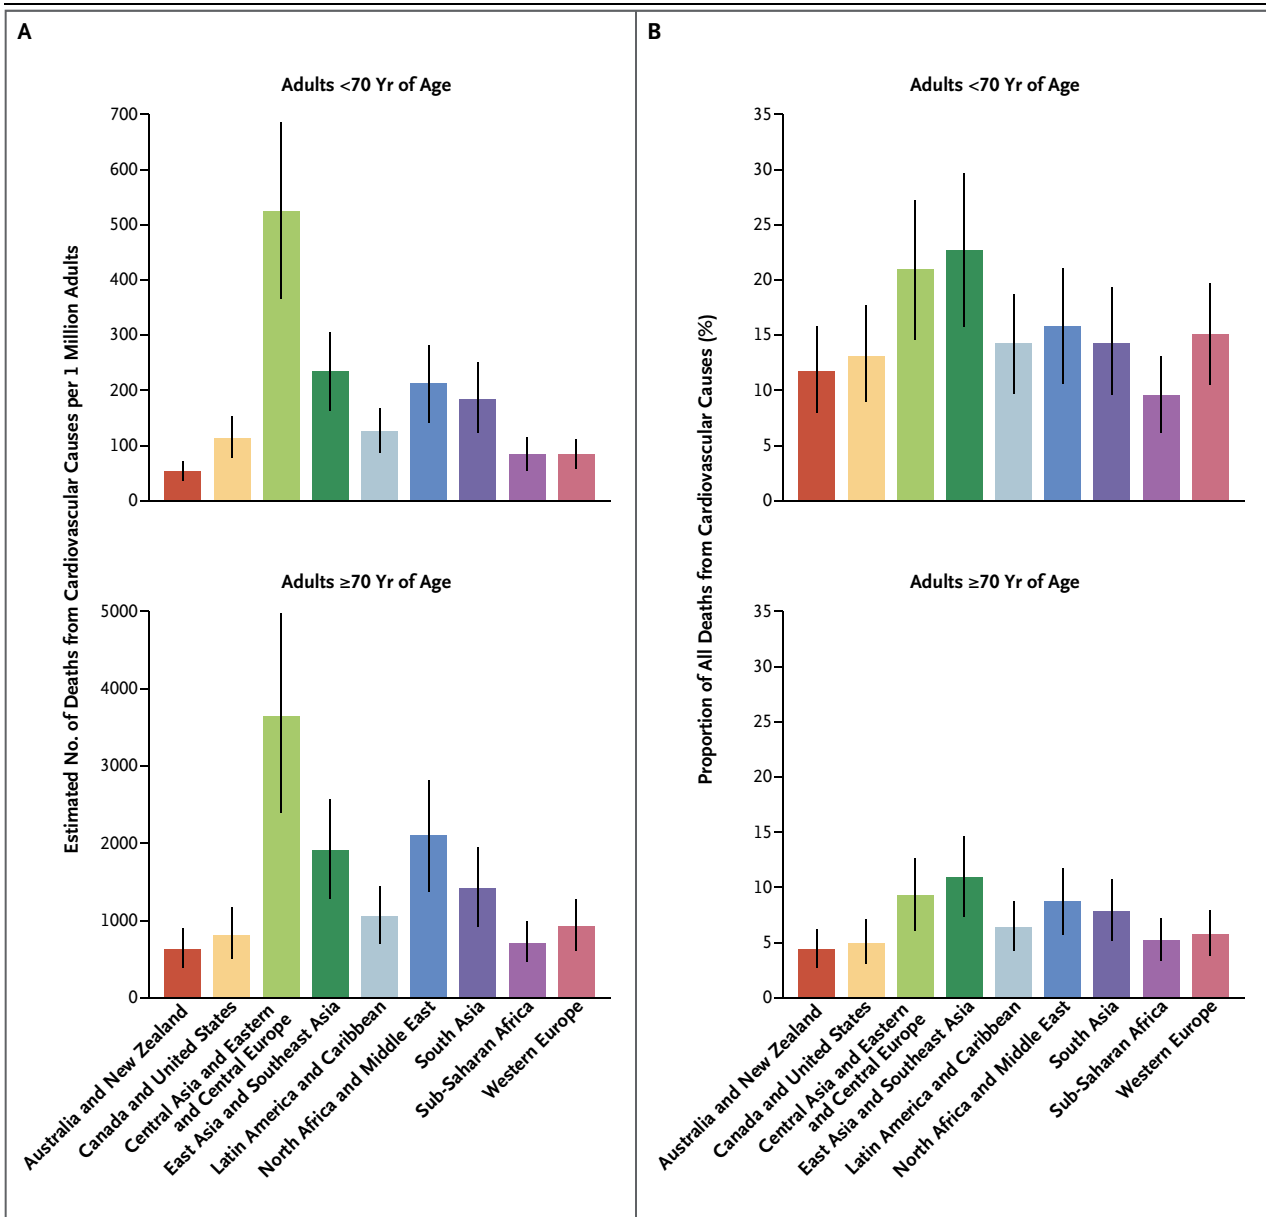 A
Estimated No. of Deaths from Cardiovascular Causes per 1 Million Adults
Adults <70 Yr of Age
700
600
500
400
300
200
100
0
Adults ≥70 Yr of Age
5000
4000
3000
2000
1000
0
Australia and New Zealand
Canada and United States
Central Asia and Eastern
and Central Europe
East Asia and Southeast Asia
Latin America and Caribbean
North Africa and Middle East
South Asia
Sub-Saharan Africa
Western Europe
B
Proportion of All Deaths from Cardiovascular Causes (%)
Adults <70 Yr of Age
35
30
25
20
15
10
5
0
Adults ≥70 Yr of Age
35
30
25
20
15
10
5
0
Australia and New Zealand
Canada and United States
Central Asia and Eastern
and Central Europe
East Asia and Southeast Asia
Latin America and Caribbean
North Africa and Middle East
South Asia
Sub-Saharan Africa
Western Europe